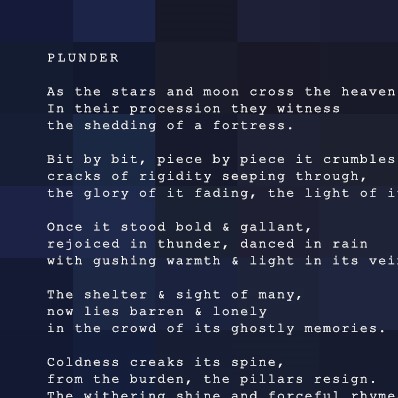 PLUNDER
As the stars and moon cross the heaven
In their procession they witness
the shedding of a fortress.
Bit by bit, piece by piece it crumbles
cracks of rigidity seeping through,
the glory of it fading, the light of i
Once it stood bold & gallant,
rejoiced in thunder, danced in rain
with gushing warmth & light in its vei
The shelter & sight of many,
now lies barren & lonely
in the crowd of its ghostly memories.
Coldness creaks its spine,
from the burden, the pillars resign.
The withering shine and forceful rhyme